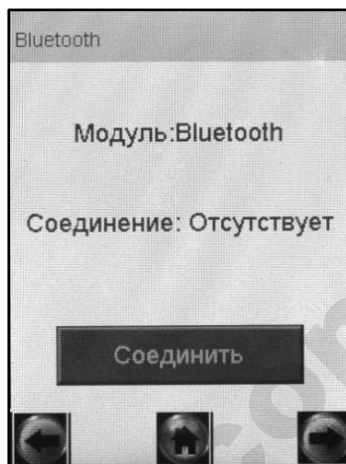 Bluetooth
Модуль:Bluetooth
Соединение: Отсутствует
Соединить